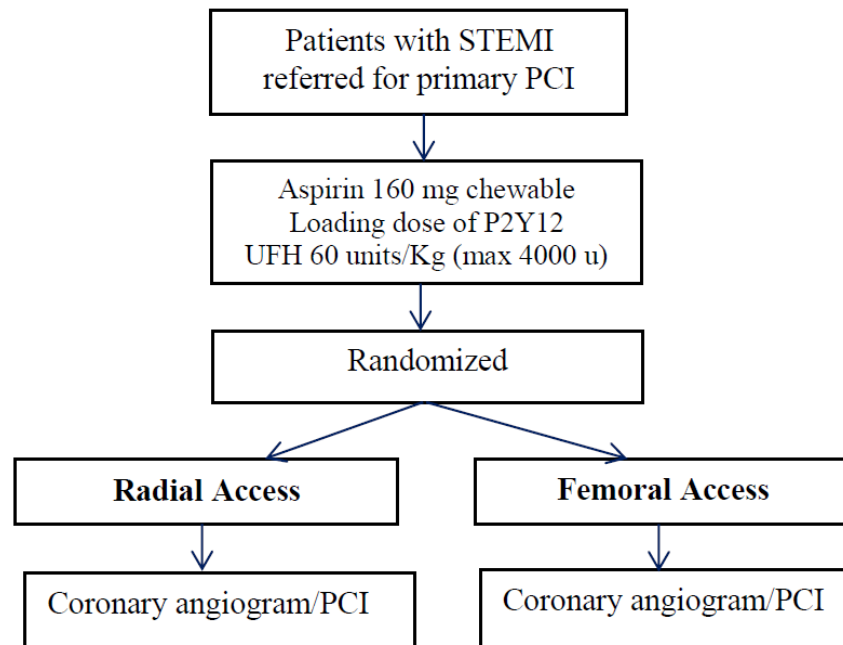 Patients with STEMI
referred for primary PCI
Aspirin 160 mg chewable
Loading dose of P2Y12
UFH 60 units/Kg (max 4000 u)
Randomized
Radial Access
Femoral Access
Coronary angiogram/PCI
Coronary angiogram/PCI